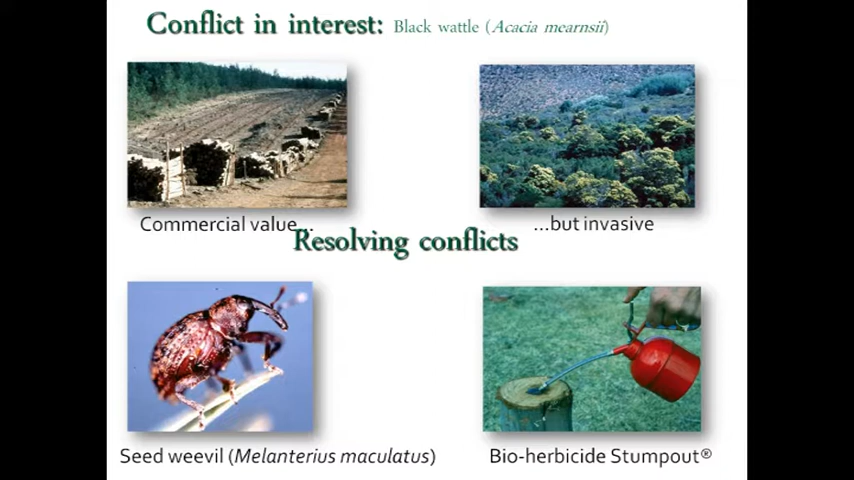 Conflict in interest: Black wattle (Acacia mearnsii)
Commercial value...
...but invasive
Resolving conflicts
Seed weevil (Melanterius maculatus)
Bio-herbicide Stumpout®